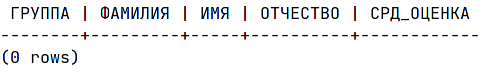 ГРУППА | ФАМИЛИЯ | ИМЯ | ОТЧЕСТВО | СРД_ОЦЕНКА
--------+---------+-----+----------+------------
(0 rows)